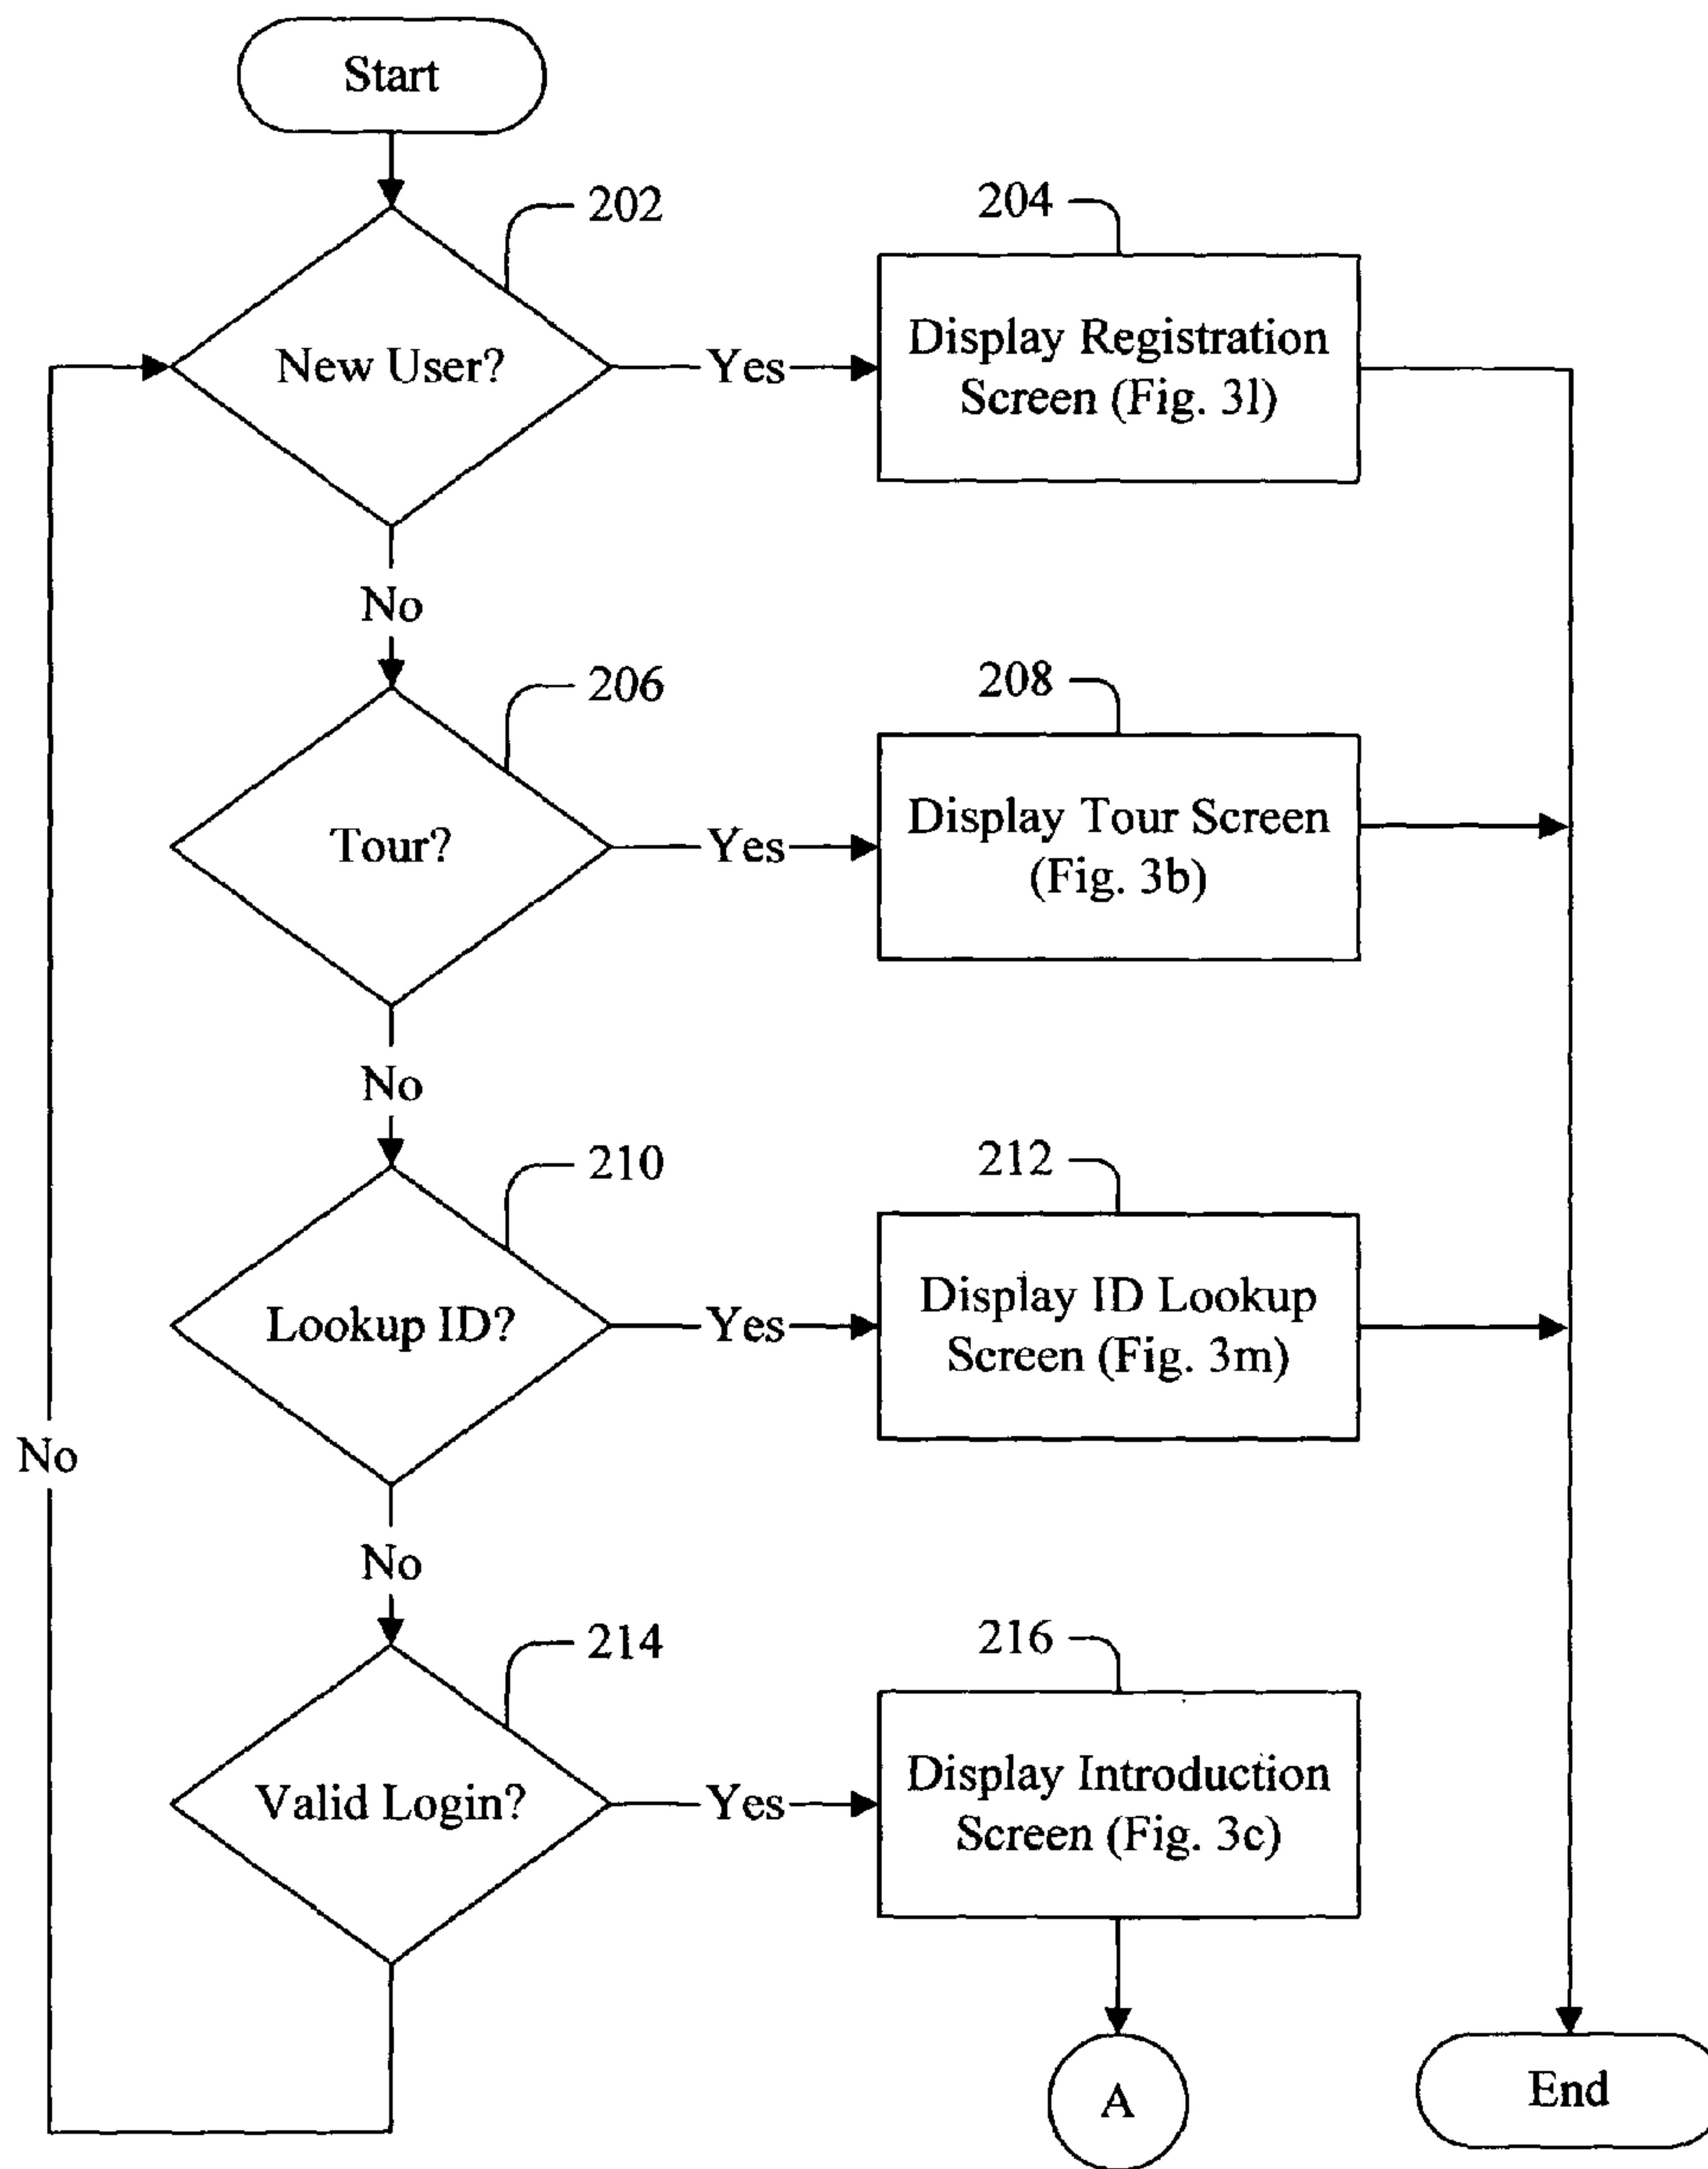 Start
202
204
New User?
Yes
Display Registration
Screen (Fig. 3l)
No
206
208
Tour?
Yes
Display Tour Screen
(Fig. 3b)
No
210
212
Lookup ID?
Yes
Display ID Lookup
Screen (Fig. 3m)
No
No
214
216
Valid Login?
Yes
Display Introduction
Screen (Fig. 3c)
A
End